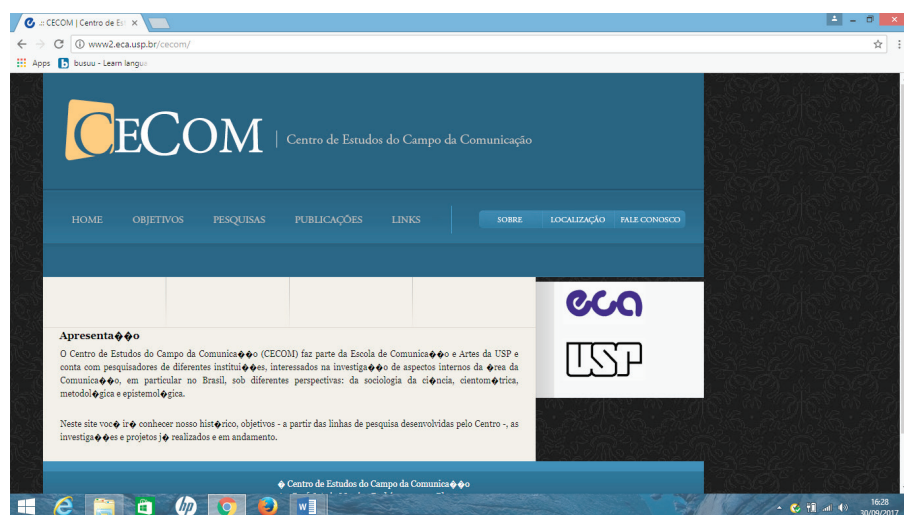 .:: CECOM | Centro de Es
www2.eca.usp.br/cecom/
Apps busuu - Learn langua
CECOM | Centro de Estudos do Campo da Comunicação
HOME OBJETIVOS PESQUISAS PUBLICAÇÕES LINKS SOBRE LOCALIZAÇÃO FALE CONOSCO
eca
USP
Apresenta��o
O Centro de Estudos do Campo da Comunica��o (CECOM) faz parte da Escola de Comunica��o e Artes da USP e
conta com pesquisadores de diferentes institui��es, interessados na investiga��o de aspectos internos da �rea da
Comunica��o, em particular no Brasil, sob diferentes perspectivas: da sociologia da ci�ncia, cientom�trica,
metodol�gica e epistemol�gica.
Neste site voc� ir� conhecer nosso hist�rico, objetivos - a partir das linhas de pesquisa desenvolvidas pelo Centro -, as
investiga��es e projetos j� realizados e em andamento.
� Centro de Estudos do Campo da Comunica��o
hp
16:28
30/09/2017